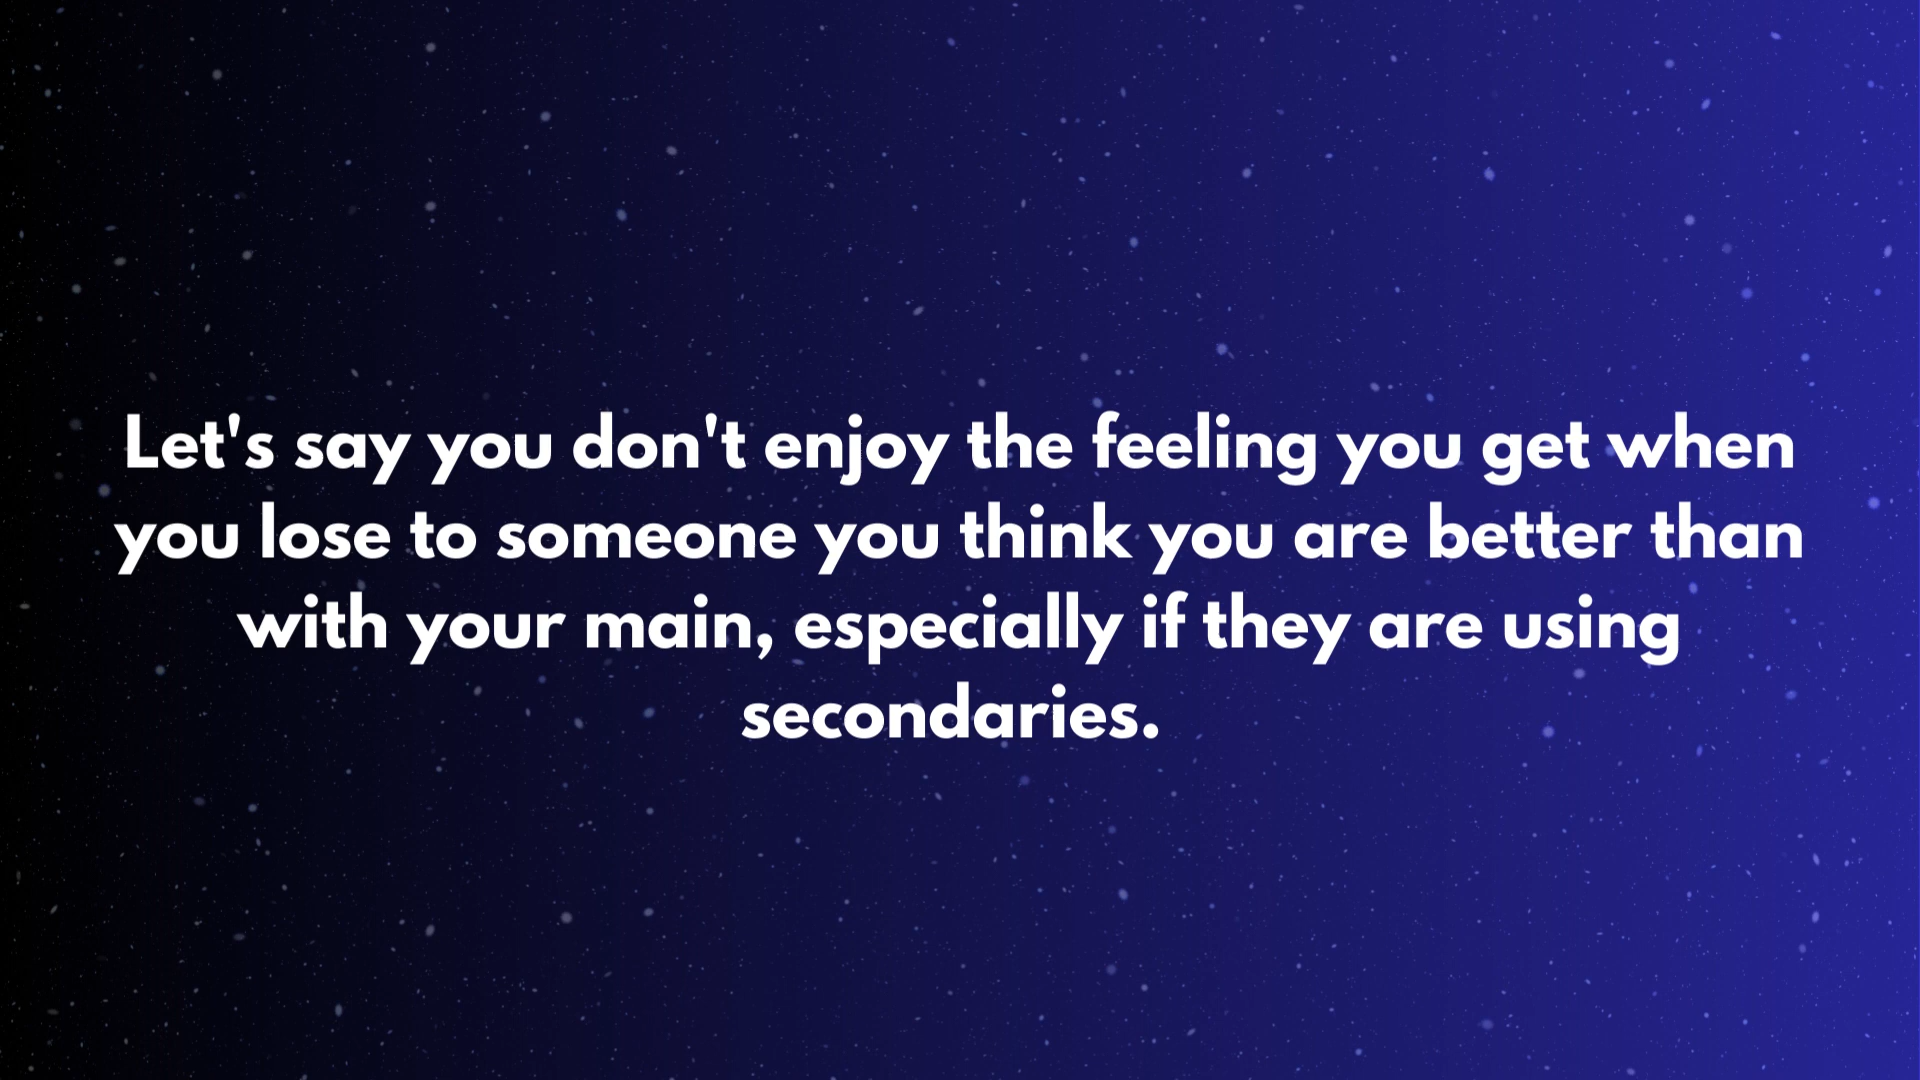 Let's say you don't enjoy the feeling you get when
you lose to someone you think you are better than
with your main, especially if they are using
secondaries.